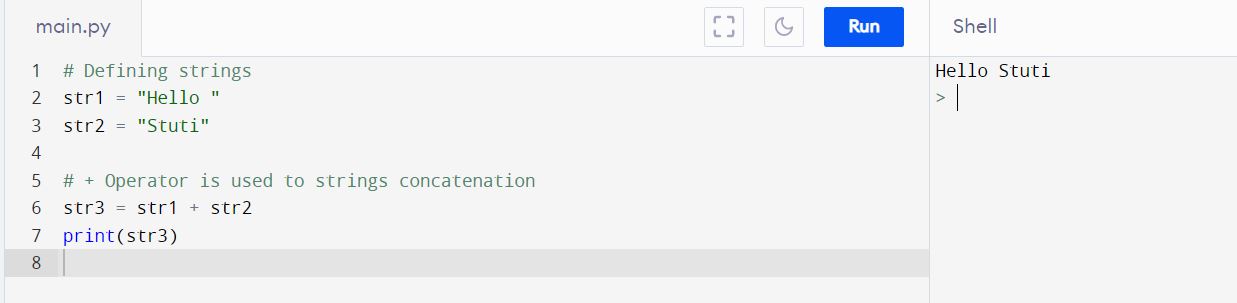 main.py
Run
Shell
1 # Defining strings
2 str1 = "Hello "
3 str2 = "Stuti"
4
5 # + Operator is used to strings concatenation
6 str3 = str1 + str2
7 print(str3)
8
Hello Stuti
>